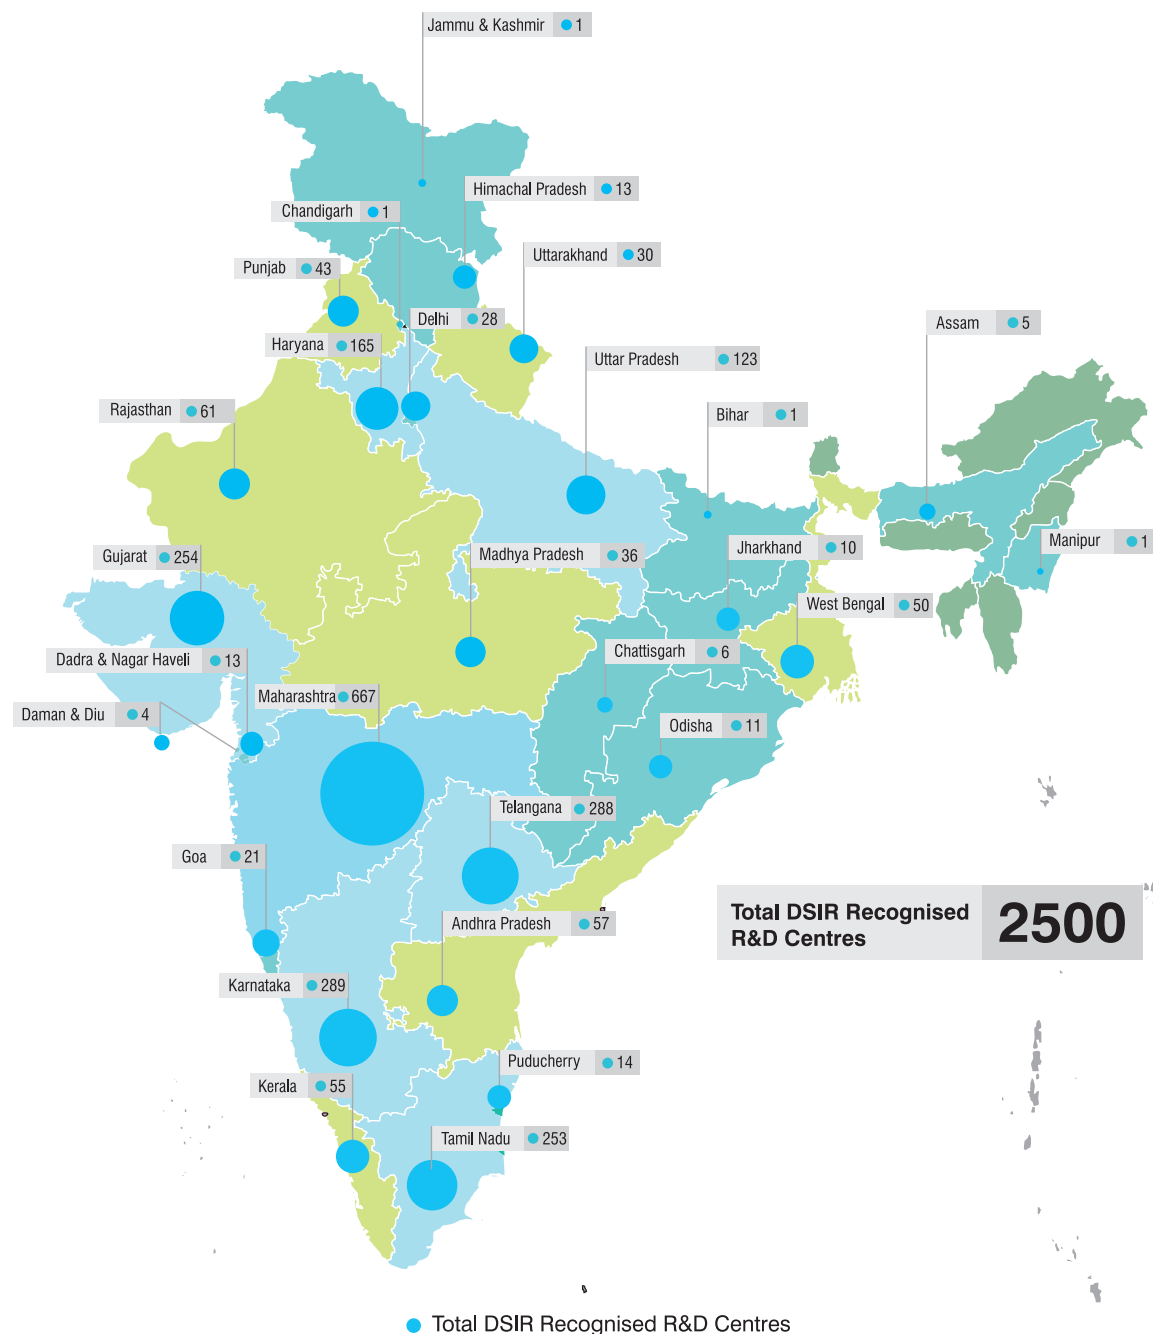 Jammu & Kashmir 1
Himachal Pradesh 13
Chandigarh 1
Uttarakhand 30
Punjab 43
Delhi 28
Assam 5
Haryana 165
Uttar Pradesh 123
Rajasthan 61
Bihar 1
Manipur 1
Gujarat 254
Madhya Pradesh 36
Jharkhand 10
West Bengal 50
Dadra & Nagar Haveli 13
Chattisgarh 6
Maharashtra 667
Daman & Diu 4
Odisha 11
Telangana 288
Goa 21
Total DSIR Recognised
R&D Centres
2500
Andhra Pradesh 57
Karnataka 289
Puducherry 14
Kerala 55
Tamil Nadu 253
Total DSIR Recognised R&D Centres